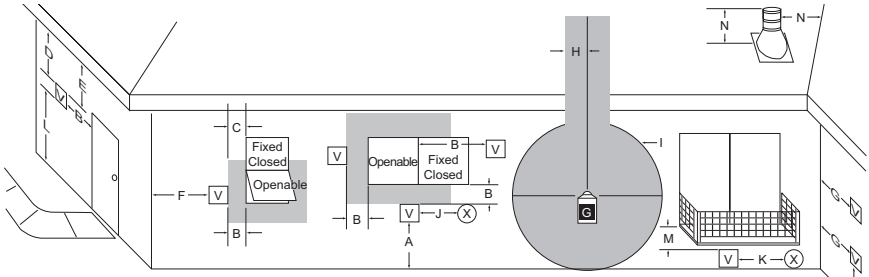 N
N
D
E
H
V
B
L
C
Fixed
Closed
Openable
V
B
V
Openable
Fixed
Closed
B
V
I
F
V
B
B
V
J
X
A
G
M
V
K
X
G
V
G
V